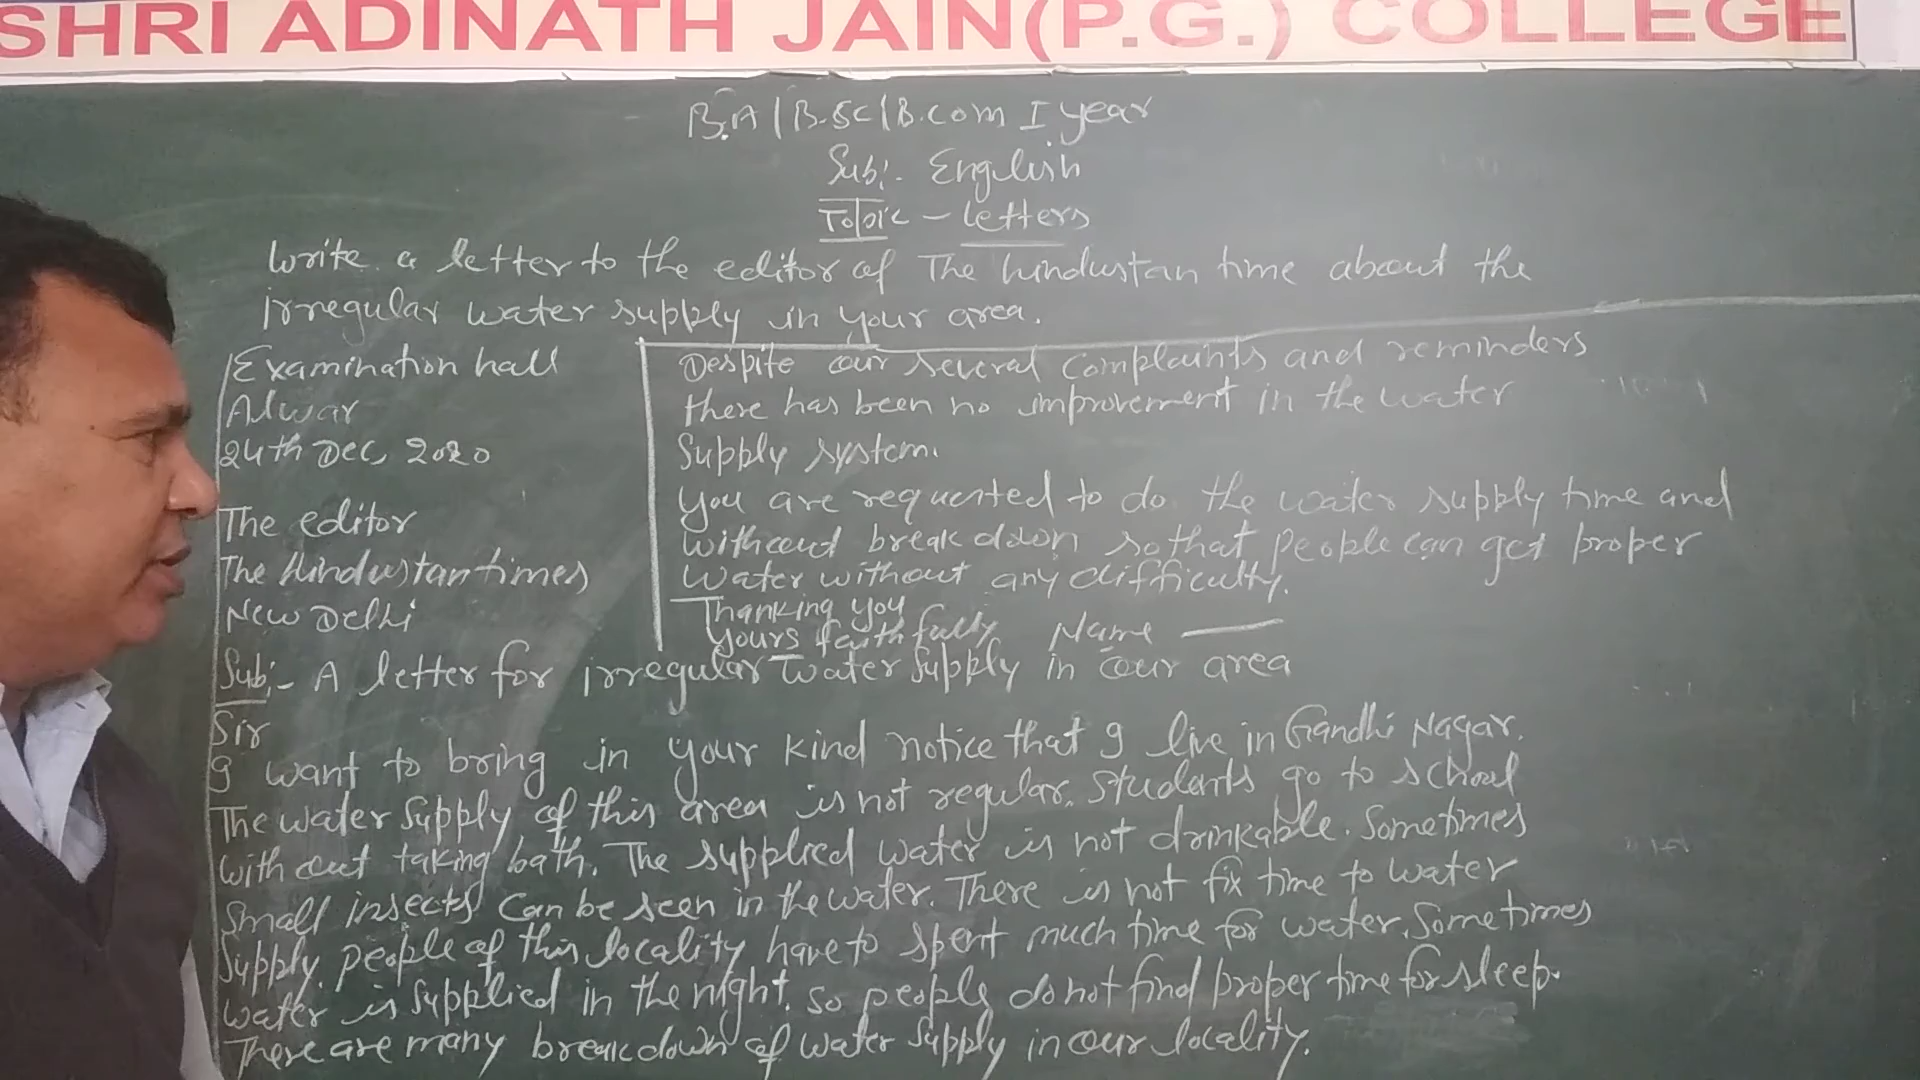 SHRI ADINATH JAIN(P.G.) COLLEGE
B.A | B.Sc | B.com I year
Sub:- English
Topic - Letters
Write a letter to the editor of The hindustan time about the
irregular water supply in your area.
Examination hall
Alwar
24th Dec, 2020
The editor
The Hindustan times
New Delhi
Sub:- A letter for irregular water supply in our area
Sir
I want to bring in your kind notice that I live in Gandhi Nagar.
The water supply of this area is not regular. Students go to school
without taking bath. The supplied water is not drinkable. Sometimes
small insects can be seen in the water. There is not fix time to water
supply. people of this locality have to spent much time for water. Sometimes
water is supplied in the night. so people do not find proper time for sleep.
There are many breakdown of water supply in our locality.
Despite our several complaints and reminders
there has been no improvement in the water
supply system.
You are requested to do the water supply time and
without break down so that people can get proper
water without any difficulty.
Thanking you
yours faithfully Name